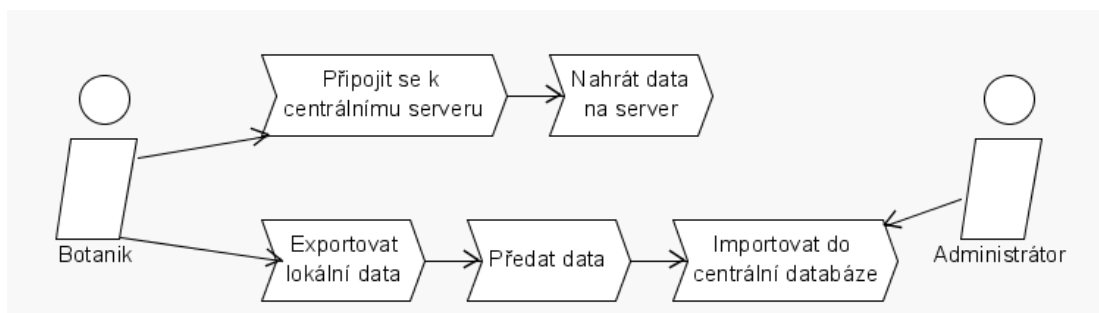 Připojit se k
centrálnímu serveru
Nahrát data
na server
Botanik
Exportovat
lokální data
Předat data
Importovat do
centrální databáze
Administrátor